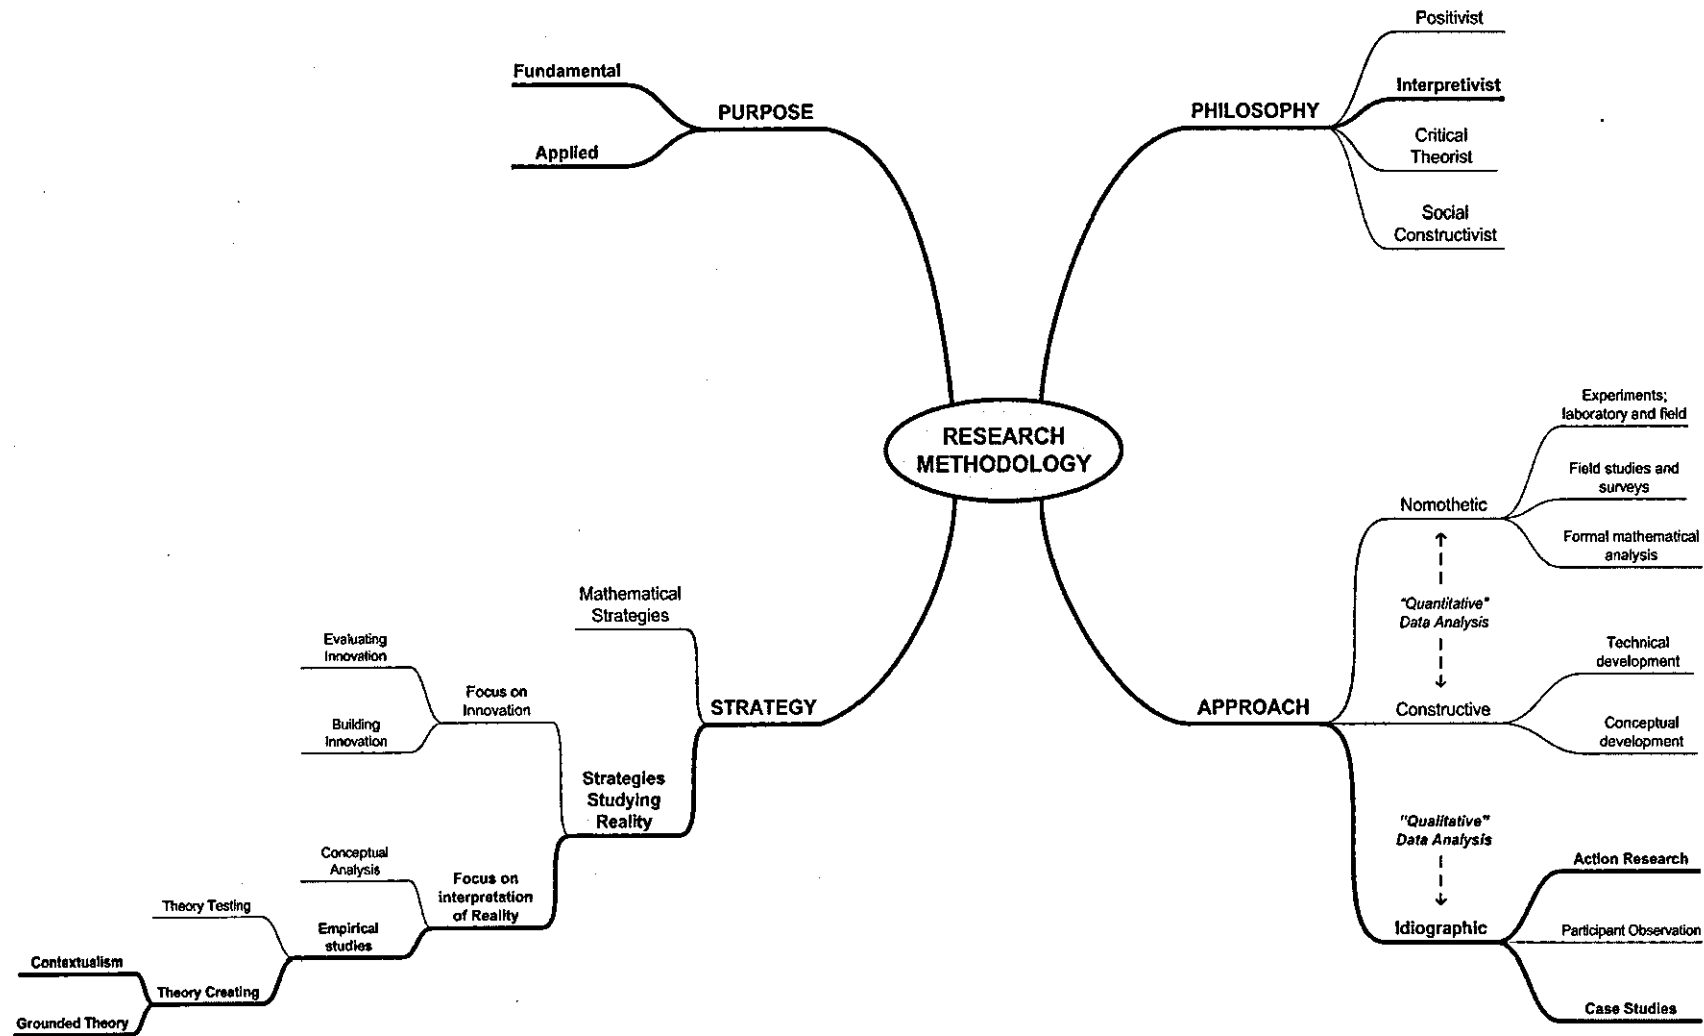 Fundamental
PURPOSE
Applied
Positivist
Interpretivist
PHILOSOPHY
Critical
Theorist
Social
Constructivist
RESEARCH
METHODOLOGY
Experiments;
laboratory and field
Field studies and
surveys
Nomothetic
Formal mathematical
analysis
"Quantitative"
Data Analysis
Technical
development
APPROACH
Constructive
Conceptual
development
"Qualitative"
Data Analysis
Action Research
Idiographic
Participant Observation
Case Studies
Mathematical
Strategies
STRATEGY
Evaluating
Innovation
Focus on
Innovation
Building
Innovation
Strategies
Studying
Reality
Conceptual
Analysis
Focus on
interpretation
of Reality
Theory Testing
Empirical
studies
Contextualism
Theory Creating
Grounded Theory